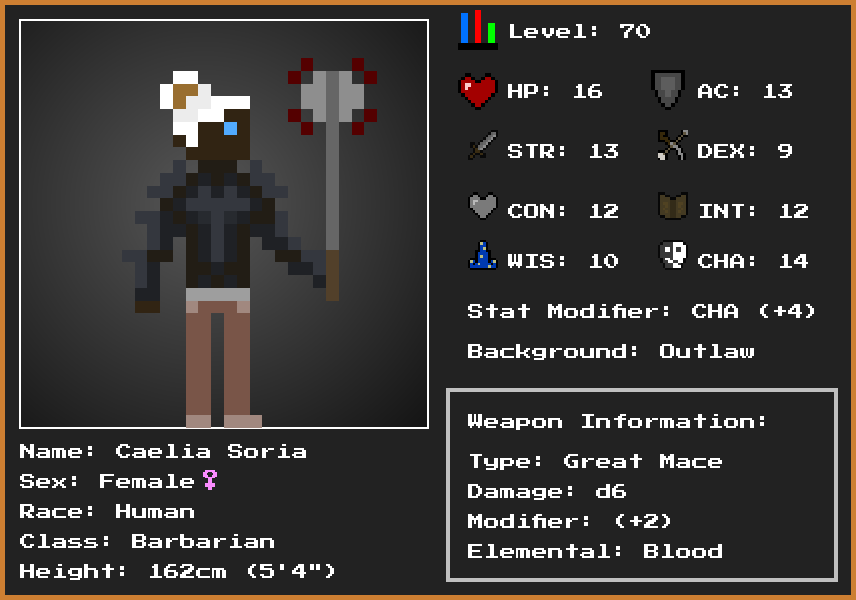 Level: 70
HP: 16
AC: 13
STR: 13
DEX: 9
CON: 12
INT: 12
WIS: 10
CHA: 14
Stat Modifier: CHA (+4)
Background: Outlaw
Name: Caelia Soria
Sex: Female♀
Race: Human
Class: Barbarian
Height: 162cm (5'4")
Weapon Information:
Type: Great Mace
Damage: d6
Modifier: (+2)
Elemental: Blood